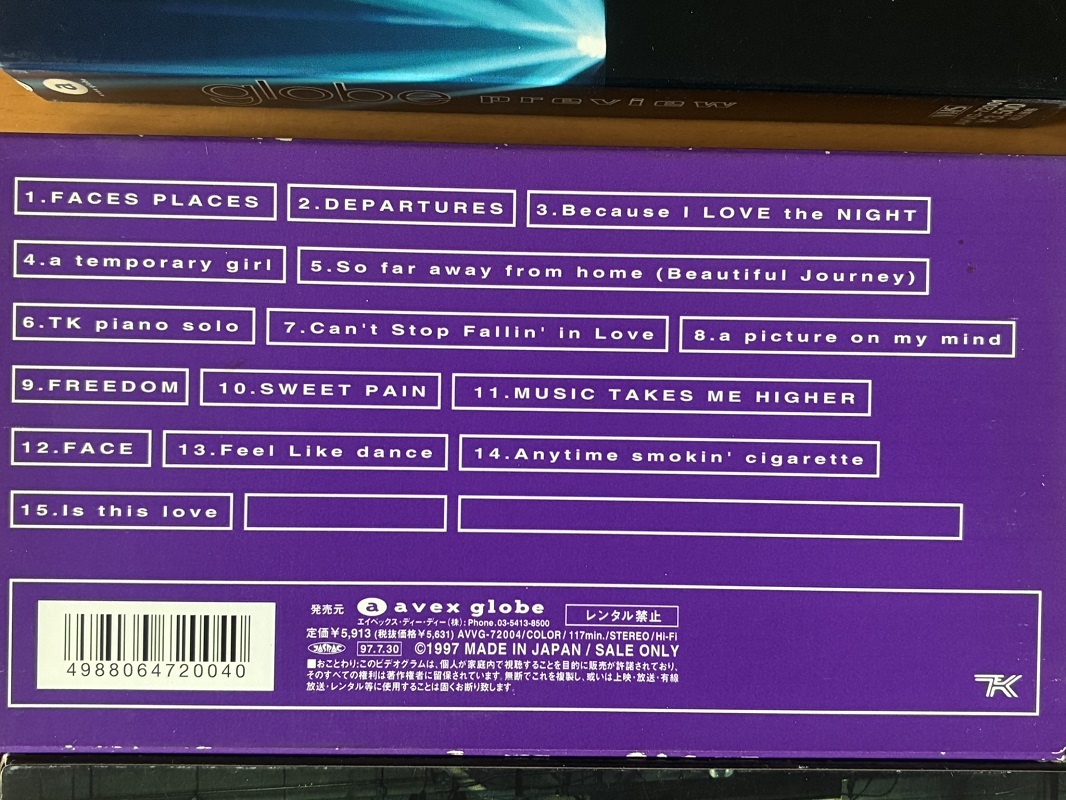 a
globe preview
VHS
1.FACES PLACES 2.DEPARTURES 3.Because I LOVE the NIGHT
4.a temporary girl 5.So far away from home (Beautiful Journey)
6.TK piano solo 7.Can't Stop Fallin' in Love 8.a picture on my mind
9.FREEDOM 10.SWEET PAIN 11.MUSIC TAKES ME HIGHER
12.FACE 13.Feel Like dance 14.Anytime smokin' cigarette
15.Is this love
発売元 a avex globe レンタル禁止
エイベックス・ディー・ディー(株):Phone.03-5413-8500
定価¥5,913 (税抜価格¥5,631) AVVG-72004/COLOR/117min./STEREO/Hi-Fi
97.7.30 ©1997 MADE IN JAPAN / SALE ONLY
■おことわり:このビデオグラムは、個人が家庭内で視聴することを目的に販売が許諾されており、
そのすべての権利は著作権者に留保されています。無断でこれを複製し、或いは上映・放送・有線
放送・レンタル等に使用することは固くお断り致します。
4988064720040
TK